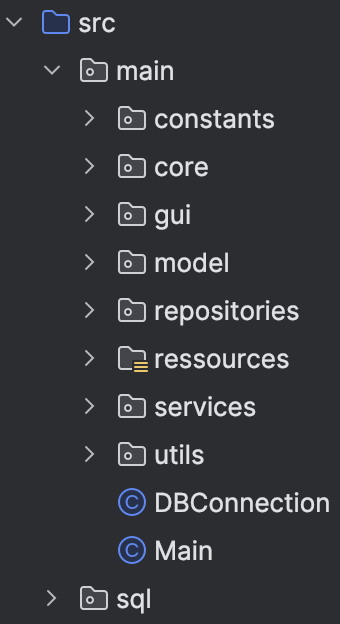 src
main
constants
core
gui
model
repositories
ressources
services
utils
DBConnection
Main
sql